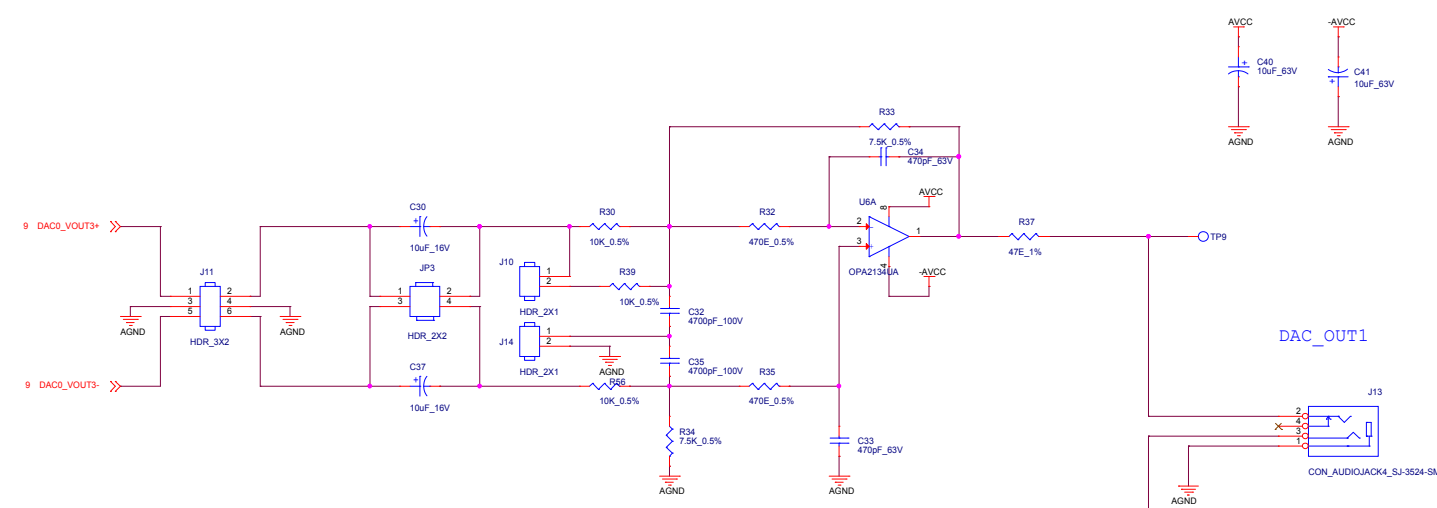 AVCC
-AVCC
C40
10uF_63V
C41
10uF_63V
AGND
AGND
R33
7.5K_0.5%
C34
470pF_63V
C30
10uF_16V
R30
10K_0.5%
R32
470E_0.5%
U6A
AVCC
8
2
3
1
4
OPA2134UA
-AVCC
R37
47E_1%
TP9
9 DAC0_VOUT3+
J11
1
2
3
4
5
6
HDR_3X2
AGND
AGND
JP3
1
2
3
4
HDR_2X2
J10
1
2
HDR_2X1
R39
10K_0.5%
C32
4700pF_100V
J14
1
2
HDR_2X1
AGND
C35
4700pF_100V
9 DAC0_VOUT3-
C37
10uF_16V
R56
10K_0.5%
R35
470E_0.5%
R34
7.5K_0.5%
AGND
C33
470pF_63V
AGND
DAC_OUT1
J13
2
4
3
1
CON_AUDIOJACK4_SJ-3524-SM
AGND